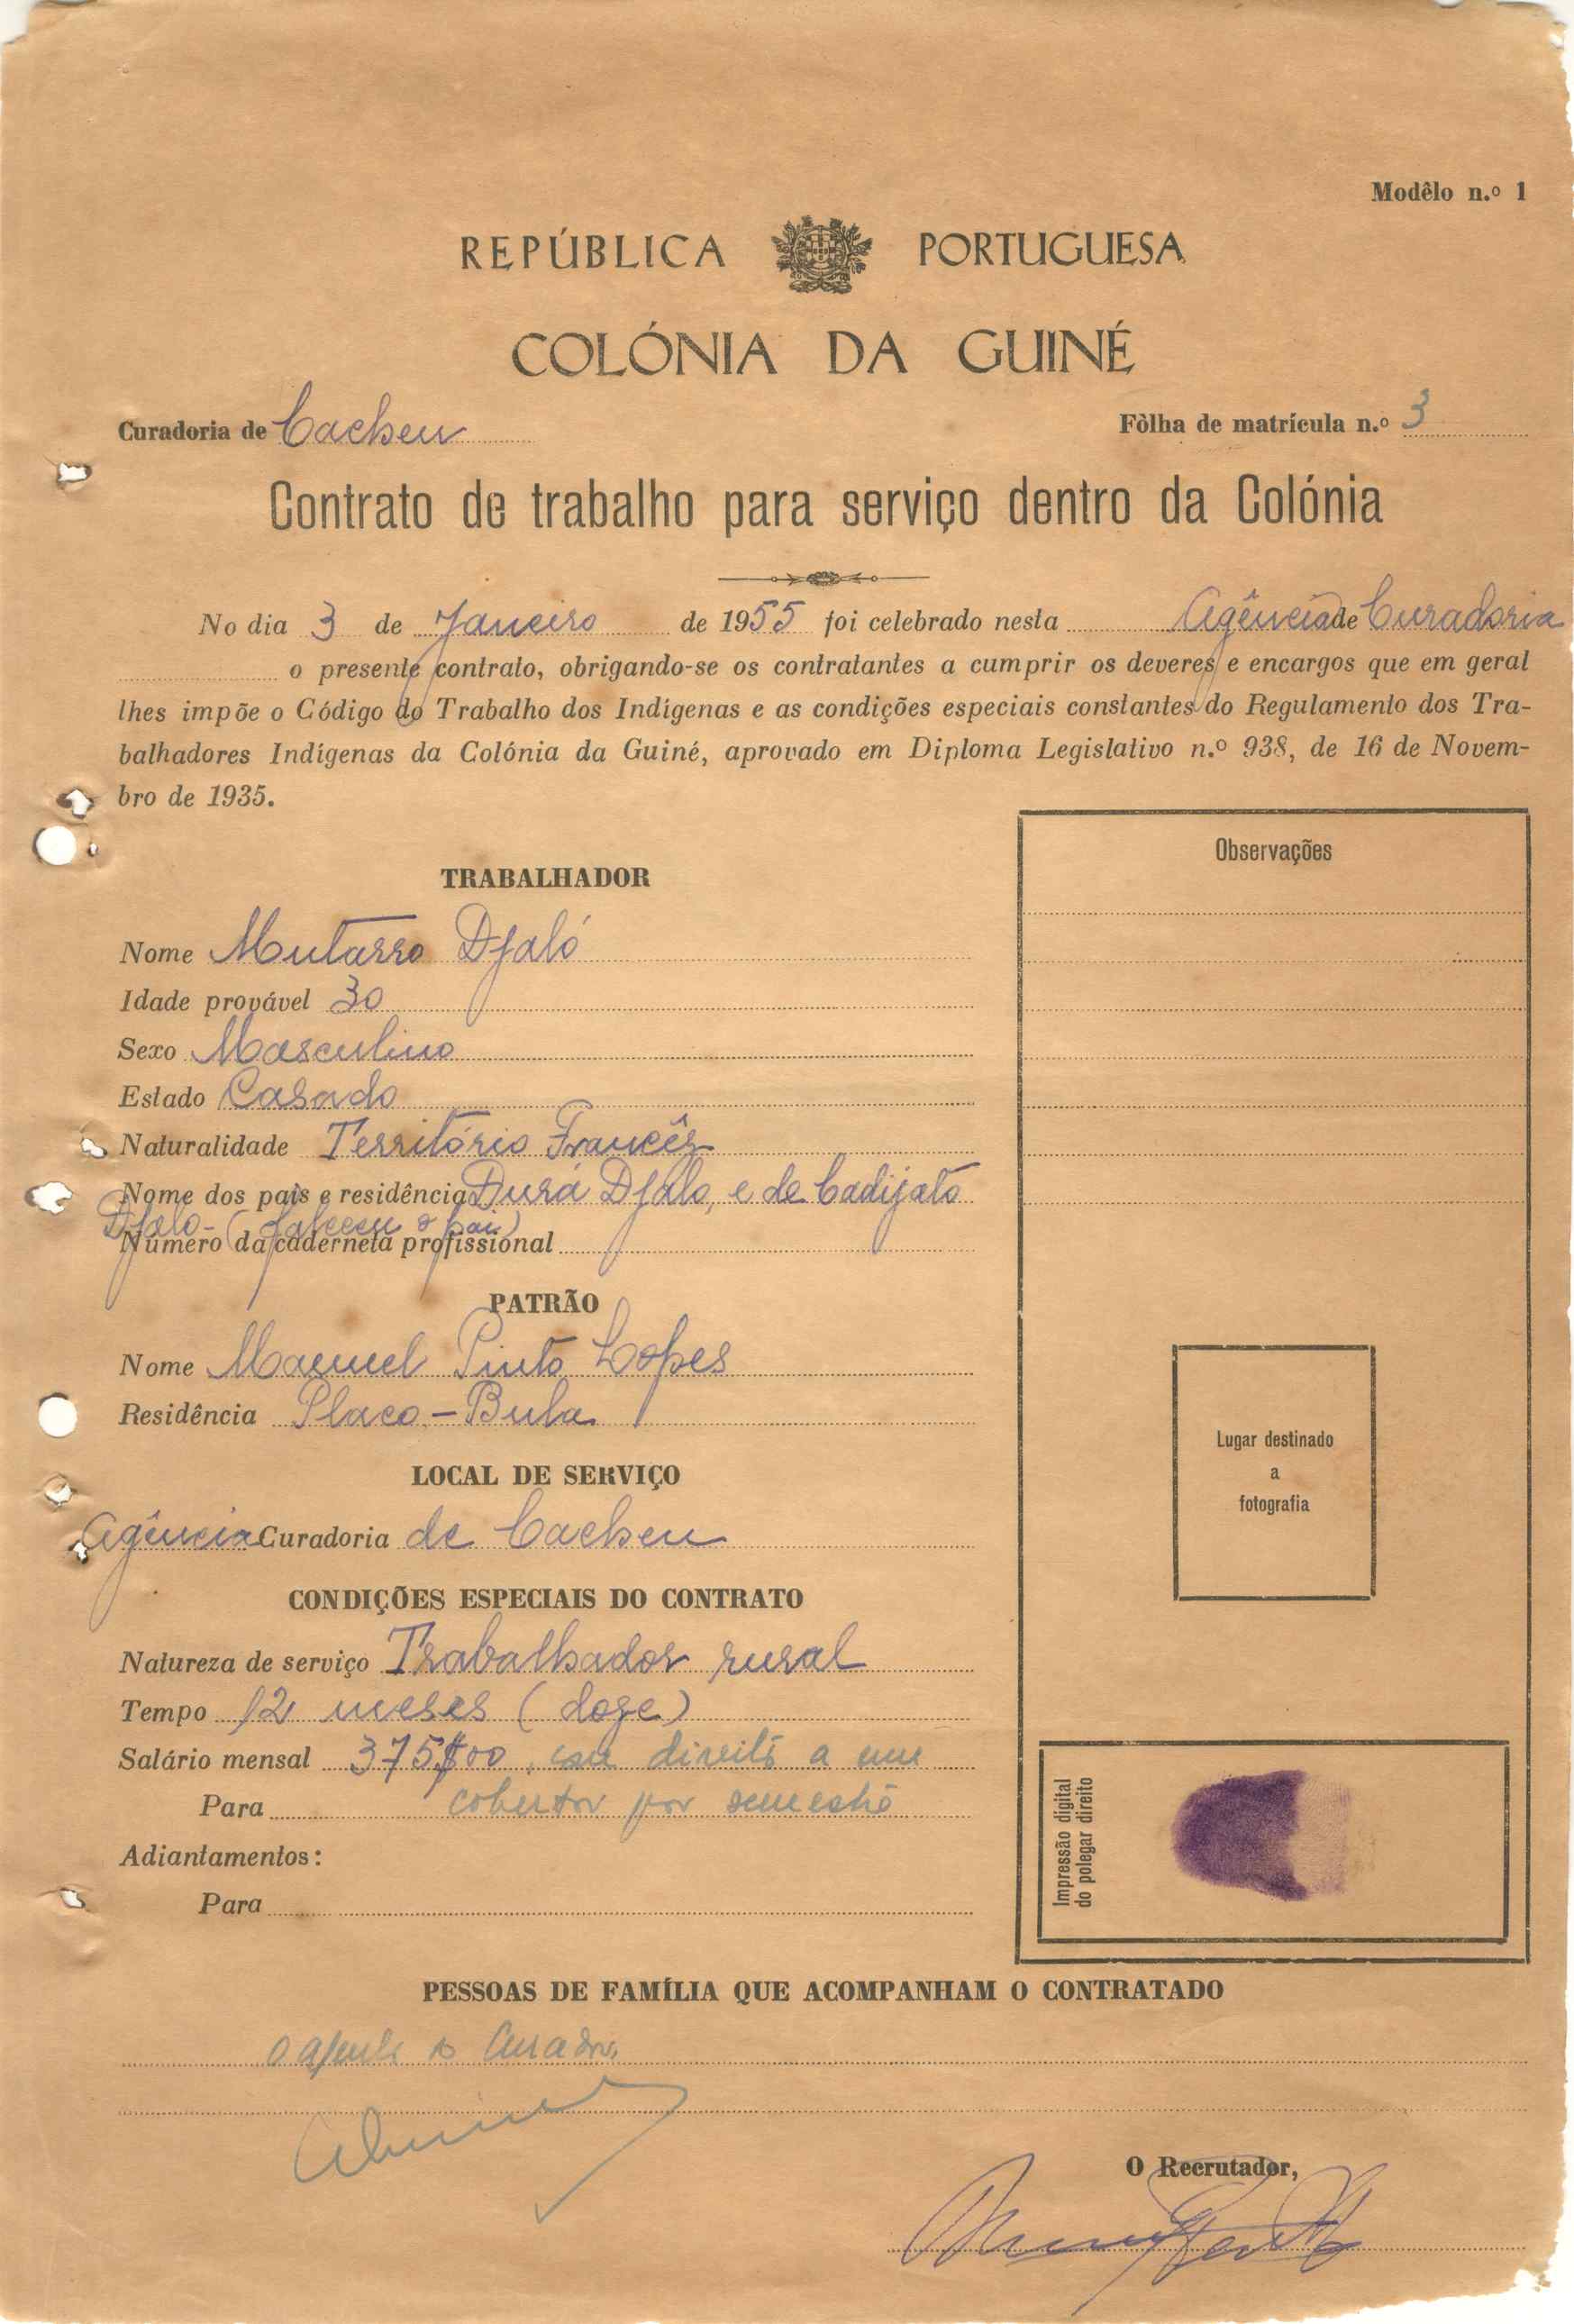 Modêlo n.º 1
REPÚBLICA PORTUGUESA
COLÓNIA DA GUINÉ
Curadoria de Cacheu
Fôlha de matrícula n.º 3
Contrato de trabalho para serviço dentro da Colónia
No dia 3 de Janeiro de 1955 foi celebrado nesta Agência de Curadoria
o presente contrato, obrigando-se os contratantes a cumprir os deveres e encargos que em geral
lhes impõe o Código do Trabalho dos Indígenas e as condições especiais constantes do Regulamento dos Tra-
balhadores Indígenas da Colónia da Guiné, aprovado em Diploma Legislativo n.º 938, de 16 de Novem-
bro de 1935.
Observações
TRABALHADOR
Nome Mutarro Djaló
Idade provável 30
Sexo Masculino
Estado Casado
Naturalidade Território Francês
Nome dos pais e residência Durá Djalo, e de Cadijato
Djalo - (faleceu o pai)
Número da caderneta profissional
PATRÃO
Nome Manuel Pinto Lopes
Residência Placo - Bula
Lugar destinado
a
fotografia
LOCAL DE SERVIÇO
Agência Curadoria de Cacheu
CONDIÇÕES ESPECIAIS DO CONTRATO
Natureza de serviço Trabalhador rural
Tempo 12 meses (doze)
Salário mensal 375$00, com direito a um
Para cobertor por semestre
Adiantamentos:
Para
Impressão digital
do polegar direito
PESSOAS DE FAMÍLIA QUE ACOMPANHAM O CONTRATADO
O Agente do Curador,
O Recrutador,